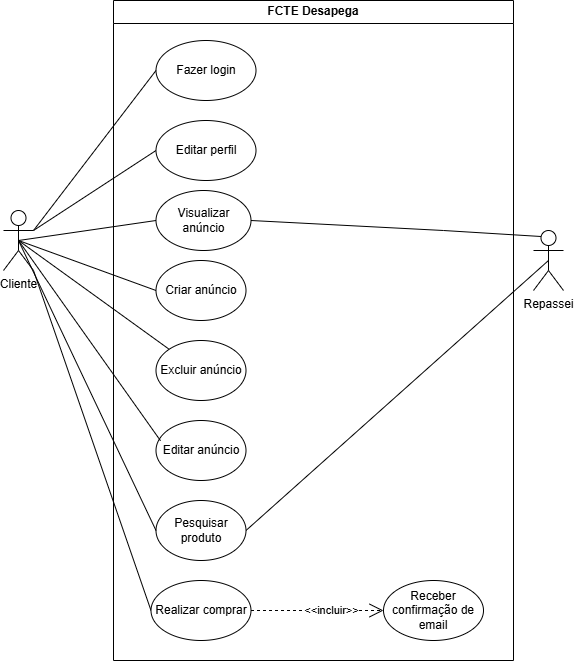 FCTE Desapega
Fazer login
Editar perfil
Visualizar
anúncio
Criar anúncio
Cliente
Repassei
Excluir anúncio
Editar anúncio
Pesquisar
produto
Realizar comprar
<<incluir>>
Receber
confirmação de
email